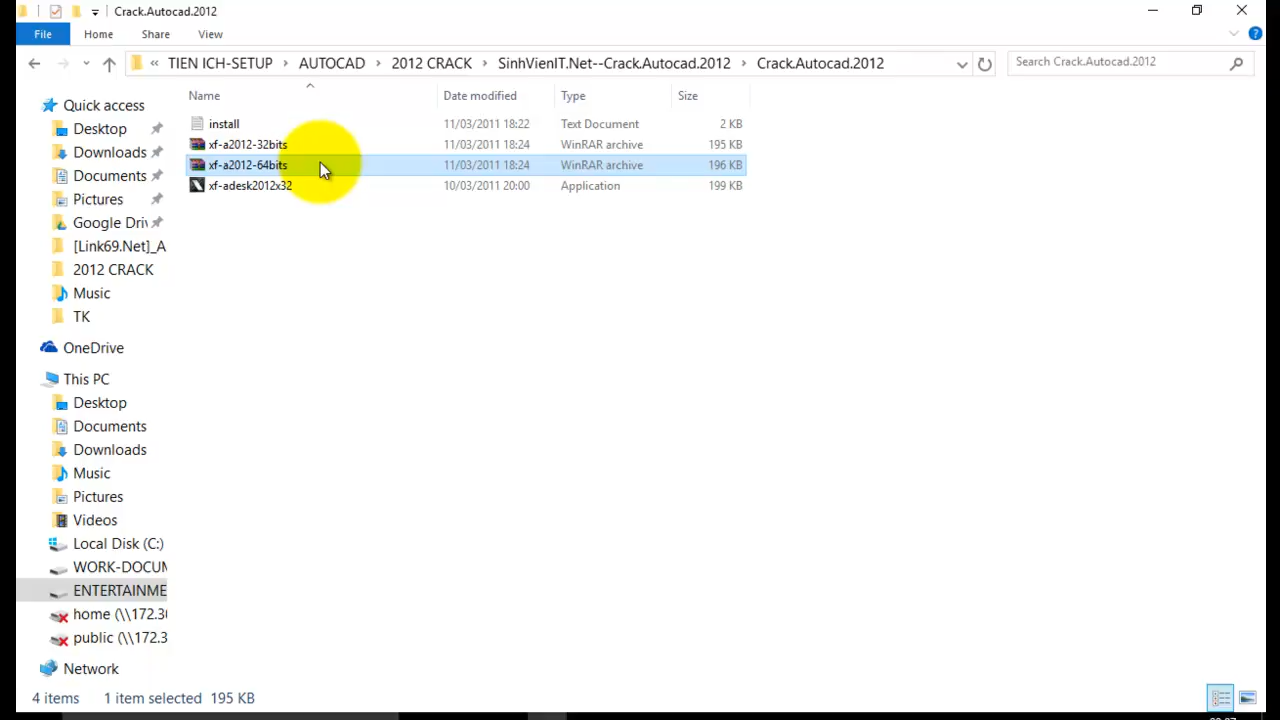 Crack.Autocad.2012
File Home Share View
« TIEN ICH-SETUP › AUTOCAD › 2012 CRACK › SinhVienIT.Net--Crack.Autocad.2012 › Crack.Autocad.2012 Search Crack.Autocad.2012
Name Date modified Type Size
install 11/03/2011 18:22 Text Document 2 KB
xf-a2012-32bits 11/03/2011 18:24 WinRAR archive 195 KB
xf-a2012-64bits 11/03/2011 18:24 WinRAR archive 196 KB
xf-adesk2012x32 10/03/2011 20:00 Application 199 KB
Quick access
Desktop
Downloads
Documents
Pictures
Google Driv
[Link69.Net]_A
2012 CRACK
Music
TK
OneDrive
This PC
Desktop
Documents
Downloads
Music
Pictures
Videos
Local Disk (C:)
WORK-DOCUM
ENTERTAINME
home (\\172.30
public (\\172.3
Network
4 items 1 item selected 195 KB